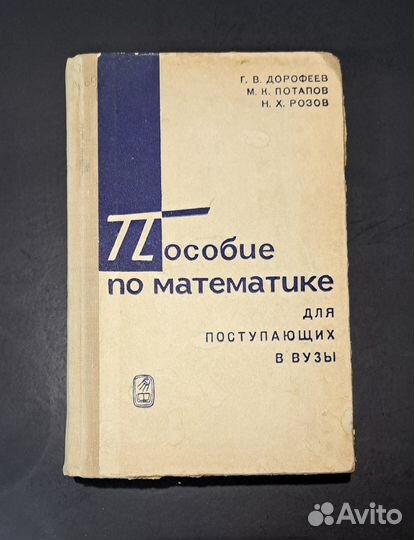 Г. В. ДОРОФЕЕВ
М. К. ПОТАПОВ
Н. Х. РОЗОВ
Пособие
по математике
ДЛЯ
ПОСТУПАЮЩИХ
В ВУЗЫ
Avito